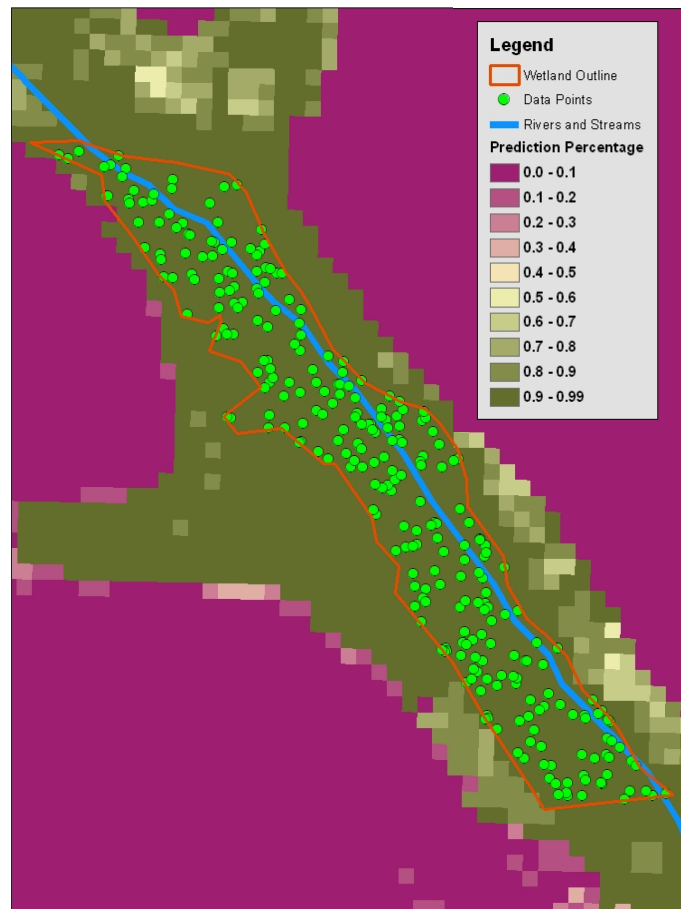 Legend
Wetland Outline
Data Points
Rivers and Streams
Prediction Percentage
0.0 - 0.1
0.1 - 0.2
0.2 - 0.3
0.3 - 0.4
0.4 - 0.5
0.5 - 0.6
0.6 - 0.7
0.7 - 0.8
0.8 - 0.9
0.9 - 0.99